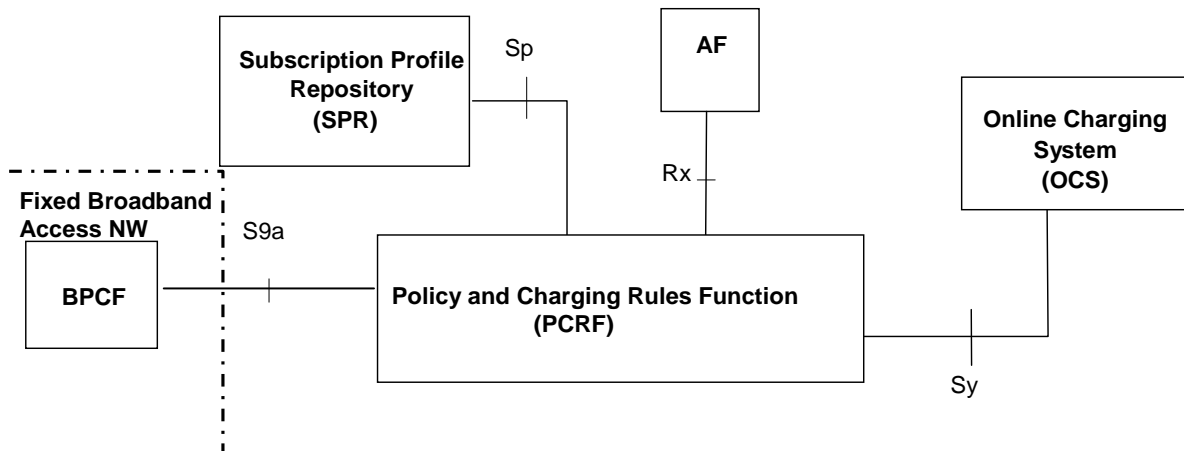 Subscription Profile
Repository
(SPR)
Sp
AF
Online Charging
System
(OCS)
Rx
Fixed Broadband
Access NW
S9a
BPCF
Policy and Charging Rules Function
(PCRF)
Sy